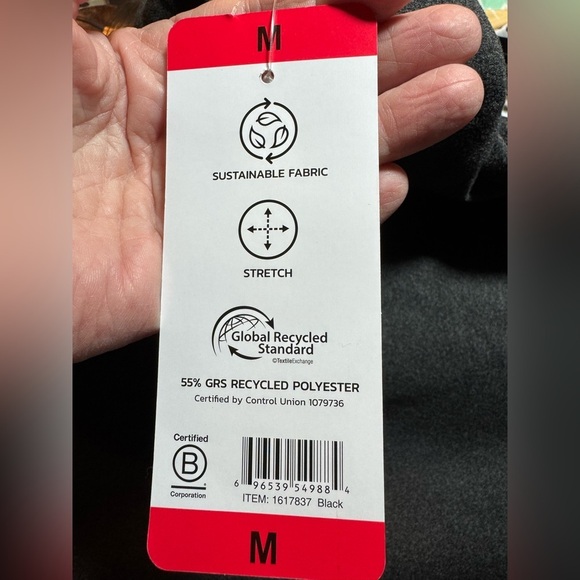 M
SUSTAINABLE FABRIC
STRETCH
Global Recycled
Standard
©TextileExchange
55% GRS RECYCLED POLYESTER
Certified by Control Union 1079736
Certified
B
Corporation
6 96539 54988 4
ITEM: 1617837 Black
M